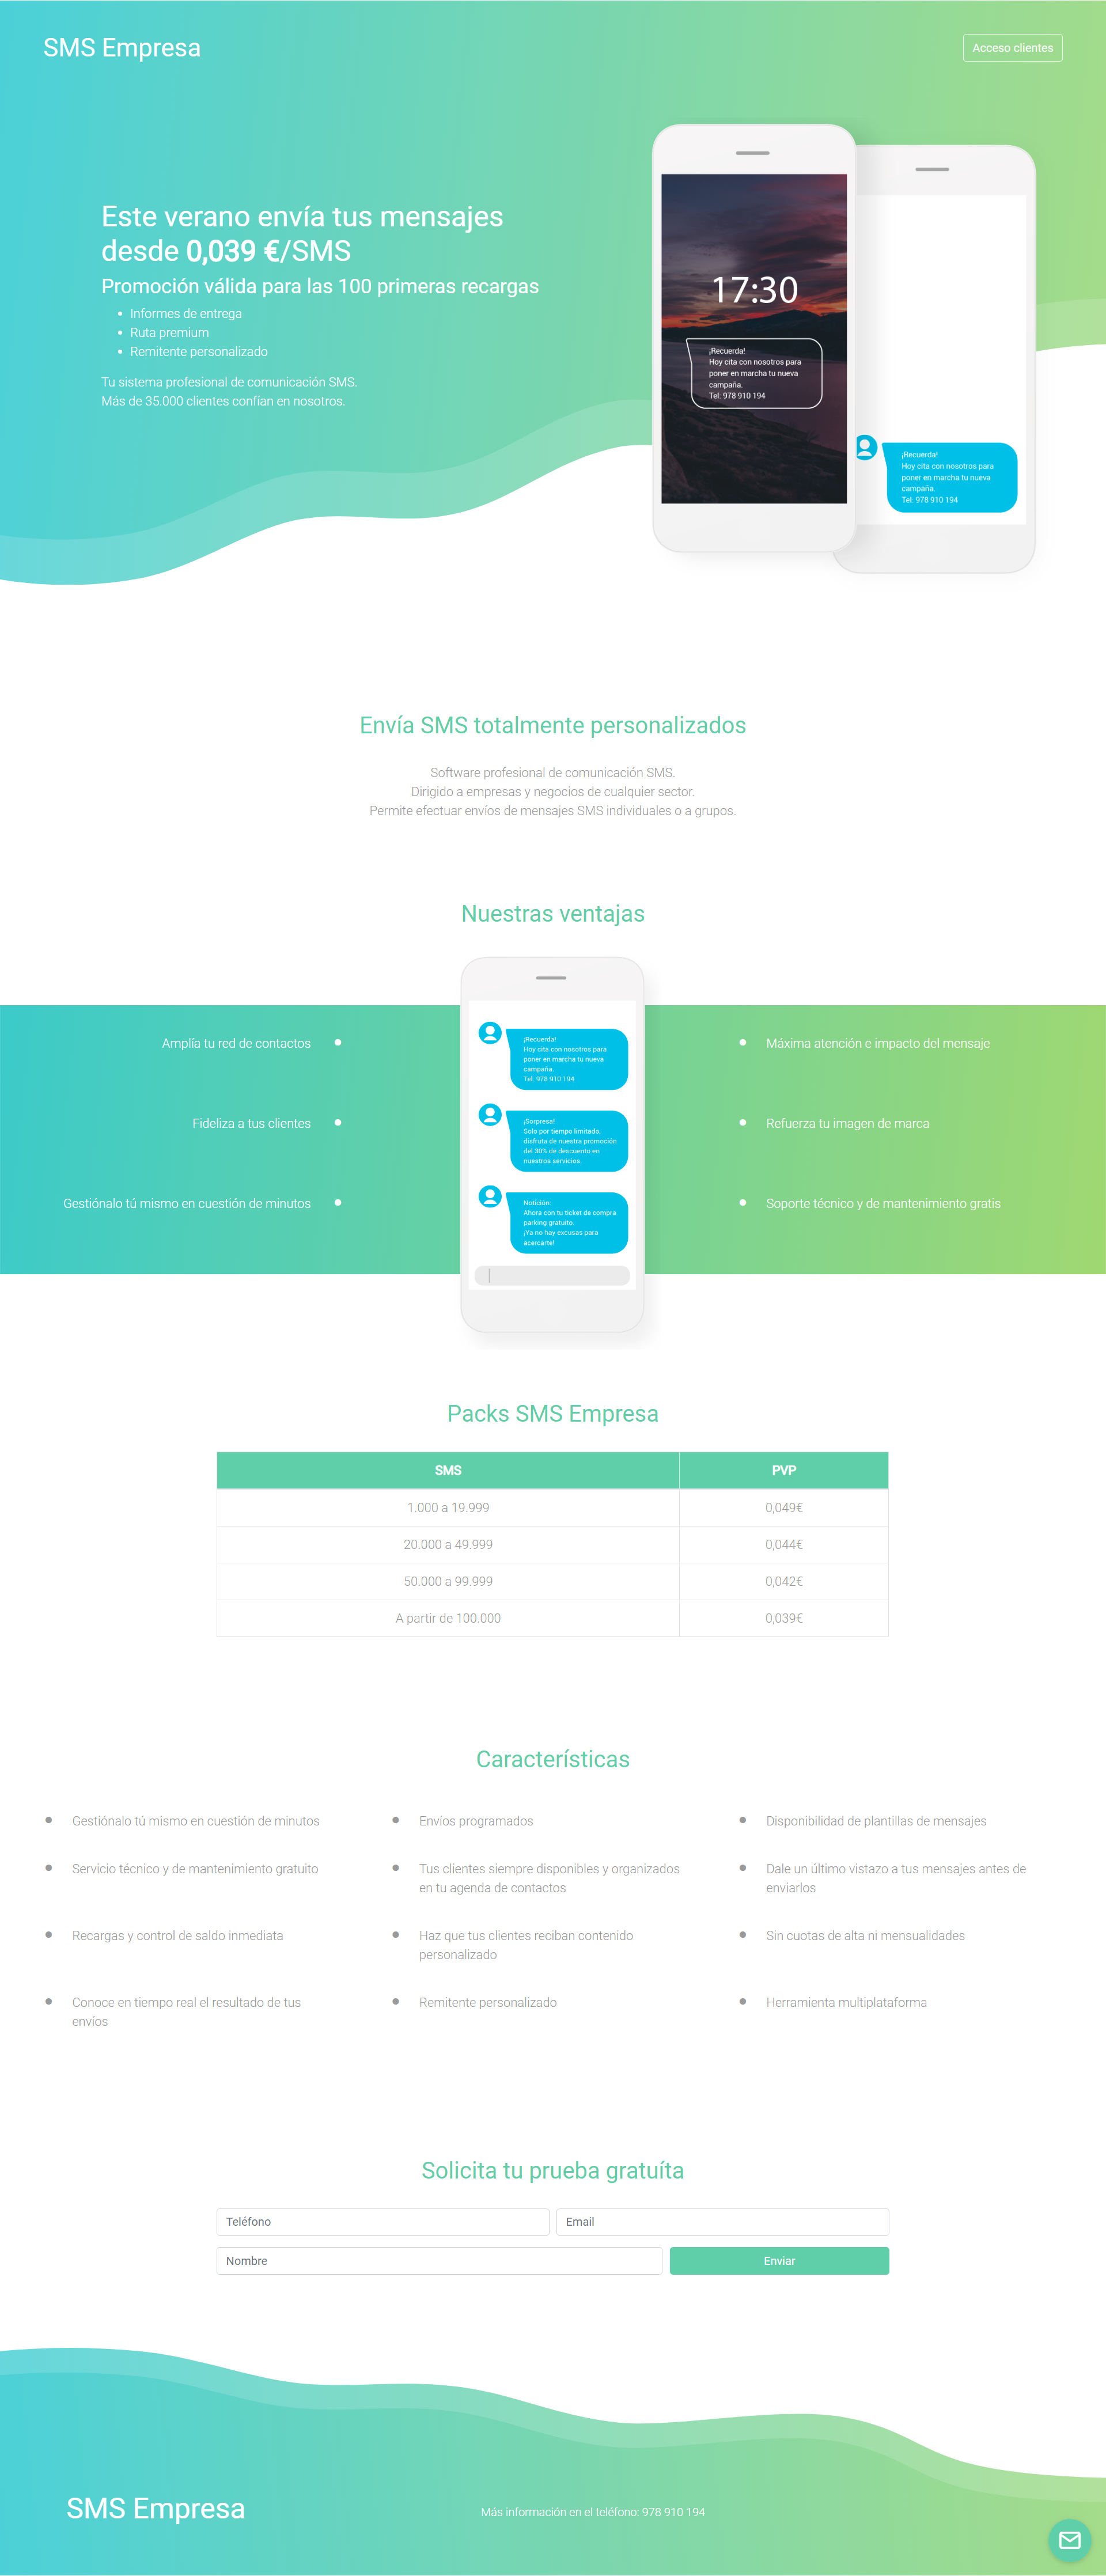 SMS Empresa
Acceso clientes
Este verano envía tus mensajes
desde 0,039 €/SMS
Promoción válida para las 100 primeras recargas
Informes de entrega
Ruta premium
Remitente personalizado
Tu sistema profesional de comunicación SMS.
Más de 35.000 clientes confían en nosotros.
17:30
¡Recuerda!
Hoy cita con nosotros para
poner en marcha tu nueva
campaña.
Tel: 978 910 194
¡Recuerda!
Hoy cita con nosotros para
poner en marcha tu nueva
campaña.
Tel: 978 910 194
Envía SMS totalmente personalizados
Software profesional de comunicación SMS.
Dirigido a empresas y negocios de cualquier sector.
Permite efectuar envíos de mensajes SMS individuales o a grupos.
Nuestras ventajas
Amplía tu red de contactos
Fideliza a tus clientes
Gestiónalo tú mismo en cuestión de minutos
¡Recuerda!
Hoy cita con nosotros para
poner en marcha tu nueva
campaña.
Tel: 978 910 194
¡Sorpresa!
Solo por tiempo limitado,
disfruta de nuestra promoción
del 30% de descuento en
nuestros servicios.
Notición:
Ahora con tu ticket de compra
parking gratuito.
¡Ya no hay excusas para
acercarte!
Máxima atención e impacto del mensaje
Refuerza tu imagen de marca
Soporte técnico y de mantenimiento gratis
Packs SMS Empresa
SMS PVP
1.000 a 19.999 0,049€
20.000 a 49.999 0,044€
50.000 a 99.999 0,042€
A partir de 100.000 0,039€
Características
Gestiónalo tú mismo en cuestión de minutos
Envíos programados
Disponibilidad de plantillas de mensajes
Servicio técnico y de mantenimiento gratuito
Tus clientes siempre disponibles y organizados
en tu agenda de contactos
Dale un último vistazo a tus mensajes antes de
enviarlos
Recargas y control de saldo inmediata
Haz que tus clientes reciban contenido
personalizado
Sin cuotas de alta ni mensualidades
Conoce en tiempo real el resultado de tus
envíos
Remitente personalizado
Herramienta multiplataforma
Solicita tu prueba gratuíta
Teléfono
Email
Nombre
Enviar
SMS Empresa
Más información en el teléfono: 978 910 194